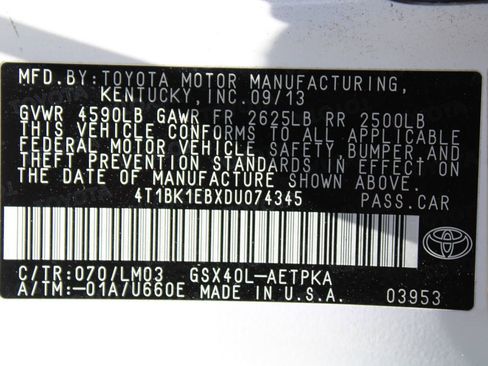 MFD.BY: TOYOTA MOTOR MANUFACTURING,
KENTUCKY, INC. 09/13
GVWR 4590LB GAWR FR 2625LB RR 2500LB
THIS VEHICLE CONFORMS TO ALL APPLICABLE
FEDERAL MOTOR VEHICLE SAFETY, BUMPER, AND
THEFT PREVENTION STANDARDS IN EFFECT ON
THE DATE OF MANUFACTURE SHOWN ABOVE.
4T1BK1EBXDU074345 PASS.CAR
C/TR:070/LM03 GSX40L-AETPKA
A/TM:-01A/U660E MADE IN U.S.A. 03953
TOYOTA